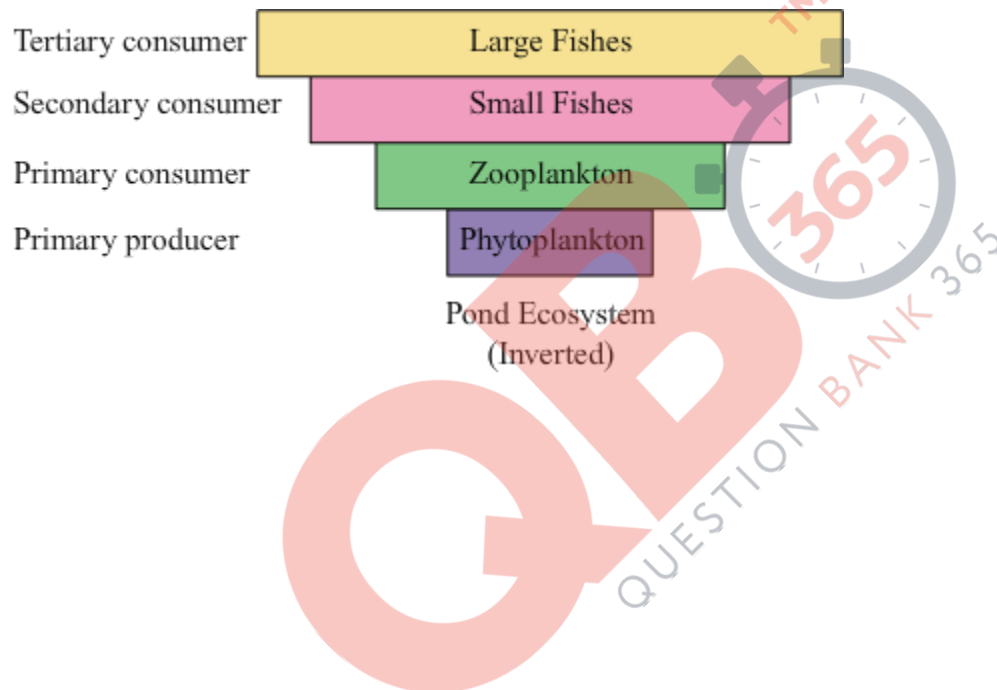 Tertiary consumer Large Fishes
Secondary consumer Small Fishes
Primary consumer Zooplankton
Primary producer Phytoplankton
Pond Ecosystem
(Inverted)
TM
365
QB
QUESTION BANK 365